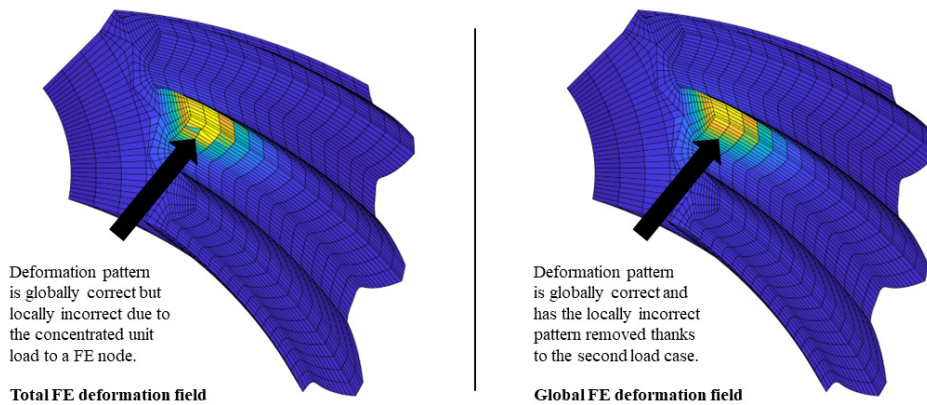 Deformation pattern
is globally correct but
locally incorrect due to
the concentrated unit
load to a FE node.
Total FE deformation field
Deformation pattern
is globally correct and
has the locally incorrect
pattern removed thanks
to the second load case.
Global FE deformation field